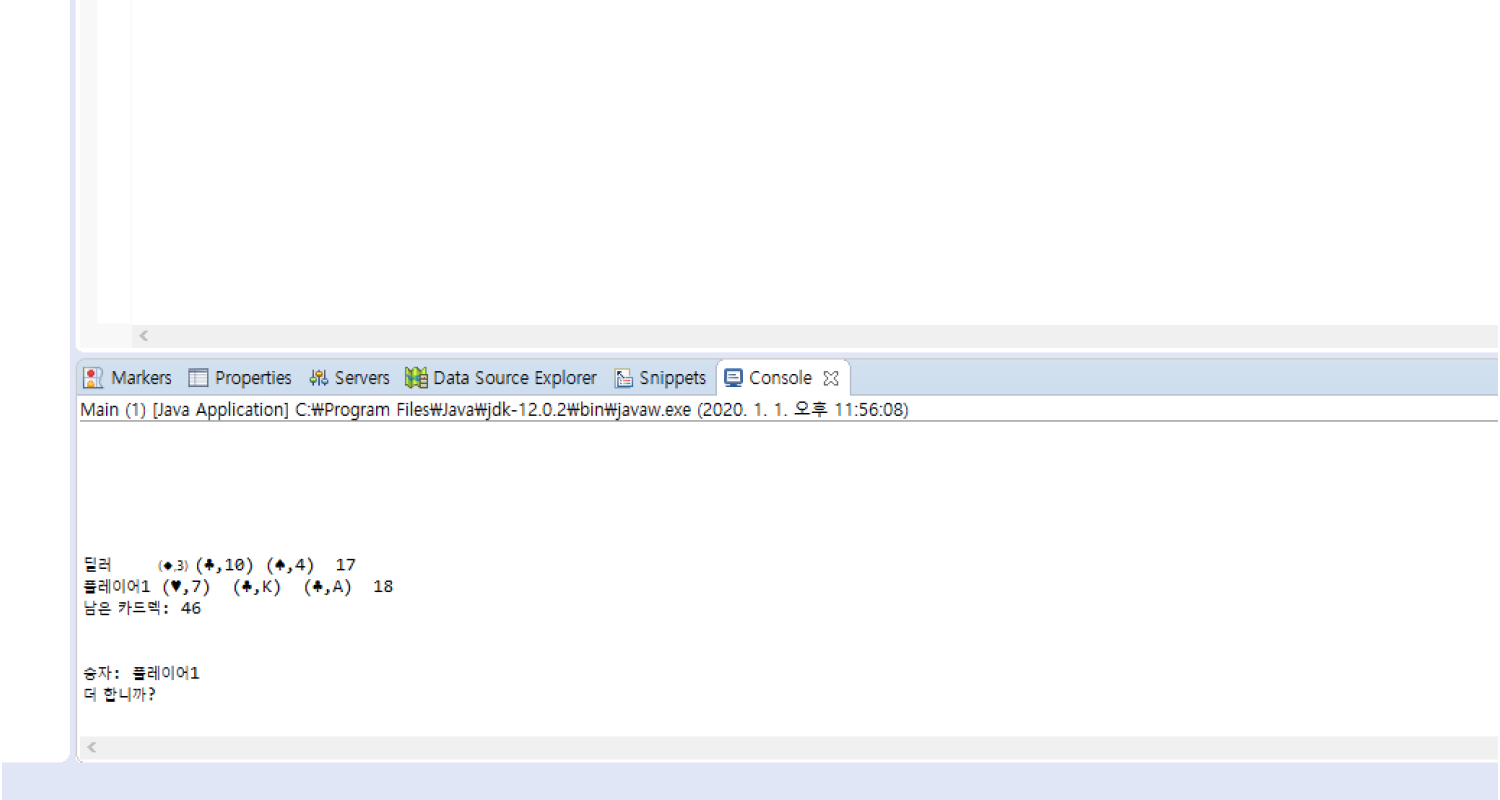 Markers Properties Servers Data Source Explorer Snippets Console
Main (1) [Java Application] C:₩Program Files₩Java₩jdk-12.0.2₩bin₩javaw.exe (2020. 1. 1. 오후 11:56:08)
딜러 (◆,3) (♣,10) (♠,4) 17
플레이어1 (♥,7) (♣,K) (♣,A) 18
남은 카드덱: 46
승자: 플레이어1
더 합니까?